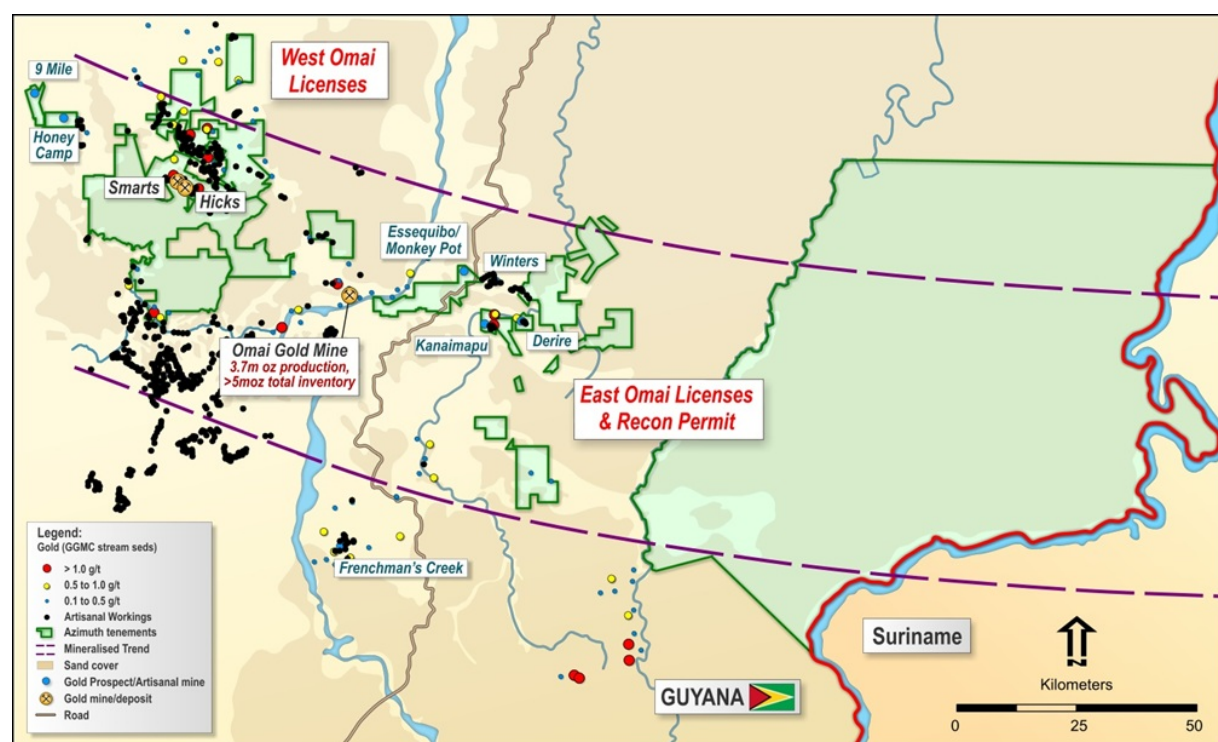 West Omai
Licenses
9 Mile
Honey
Camp
Smarts
Hicks
Essequibo/
Monkey Pot
Winters
Kanaimapu
Derire
Omai Gold Mine
3.7m oz production,
>5moz total inventory
East Omai Licenses
& Recon Permit
Frenchman's Creek
Legend:
Gold (GGMC stream seds)
> 1.0 g/t
0.5 to 1.0 g/t
0.1 to 0.5 g/t
Artisanal Workings
Azimuth tenements
Mineralised Trend
Sand cover
Gold Prospect/Artisanal mine
Gold mine/deposit
Road
Suriname
GUYANA
N
Kilometers
0 25 50